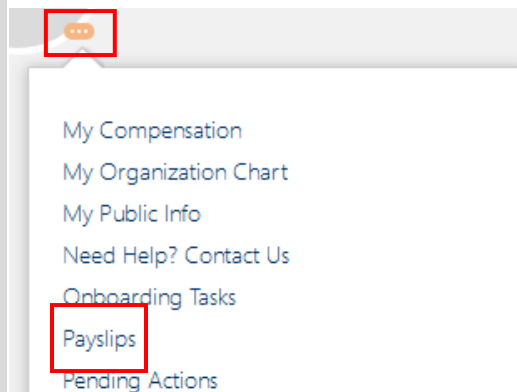 My Compensation
My Organization Chart
My Public Info
Need Help? Contact Us
Onboarding Tasks
Payslips
Pending Actions